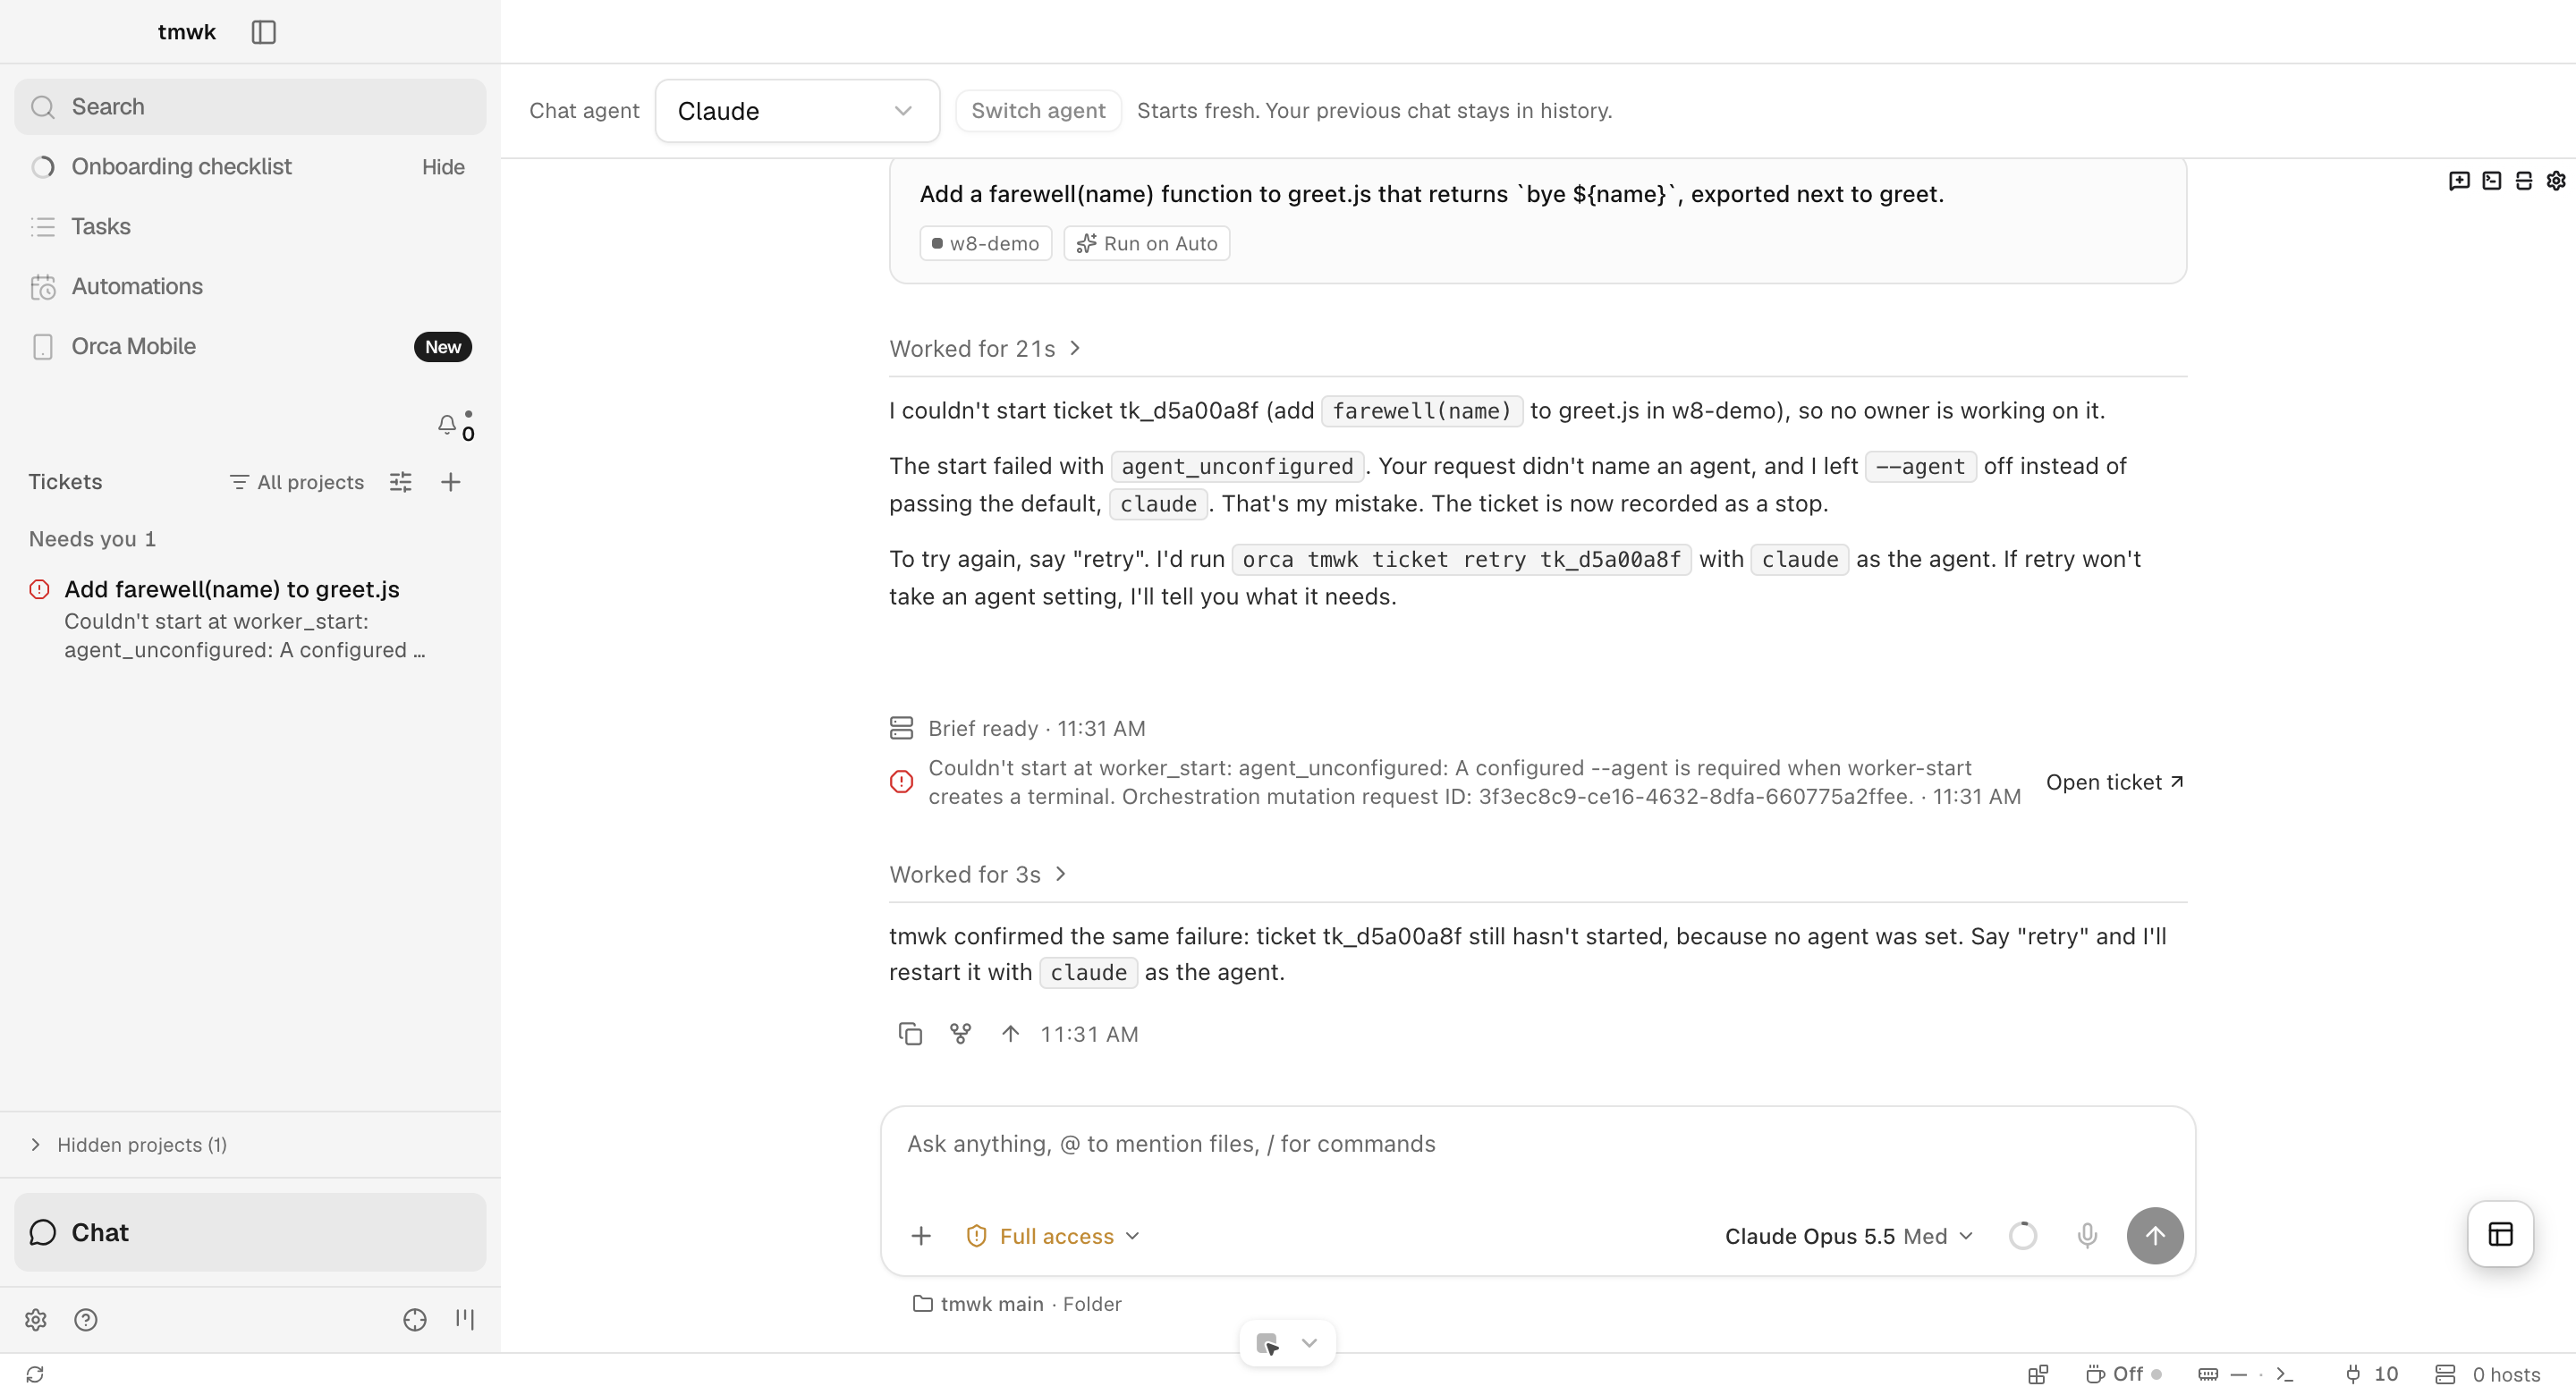 tmwk
Search
Onboarding checklist Hide
Tasks
Automations
Orca Mobile New
0
Tickets All projects
Needs you 1
Add farewell(name) to greet.js
Couldn't start at worker_start:
agent_unconfigured: A configured …
Hidden projects (1)
Chat
Chat agent Claude Switch agent Starts fresh. Your previous chat stays in history.
Add a farewell(name) function to greet.js that returns `bye ${name}`, exported next to greet.
w8-demo Run on Auto
Worked for 21s
I couldn't start ticket tk_d5a00a8f (add farewell(name) to greet.js in w8-demo), so no owner is working on it.
The start failed with agent_unconfigured. Your request didn't name an agent, and I left --agent off instead of
passing the default, claude. That's my mistake. The ticket is now recorded as a stop.
To try again, say "retry". I'd run orca tmwk ticket retry tk_d5a00a8f with claude as the agent. If retry won't
take an agent setting, I'll tell you what it needs.
Brief ready · 11:31 AM
Couldn't start at worker_start: agent_unconfigured: A configured --agent is required when worker-start
creates a terminal. Orchestration mutation request ID: 3f3ec8c9-ce16-4632-8dfa-660775a2ffee. · 11:31 AM
Open ticket
Worked for 3s
tmwk confirmed the same failure: ticket tk_d5a00a8f still hasn't started, because no agent was set. Say "retry" and I'll
restart it with claude as the agent.
11:31 AM
Ask anything, @ to mention files, / for commands
Full access Claude Opus 5.5 Med
tmwk main · Folder
Off — · 10 0 hosts